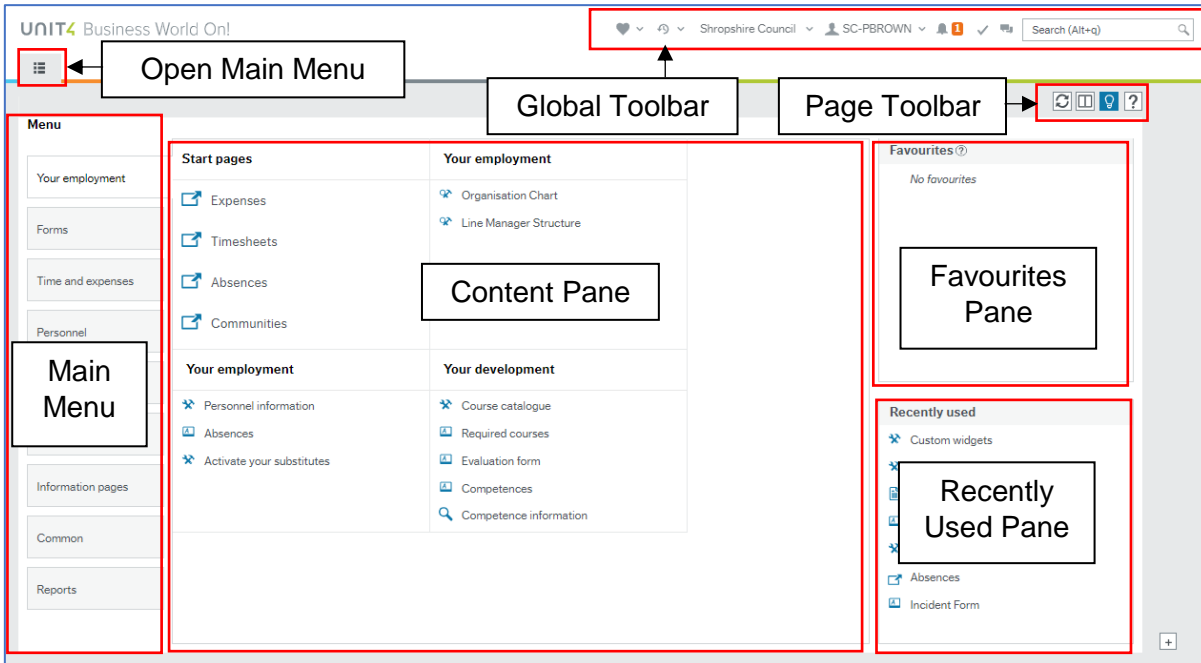 UNIT4 Business World On!
Shropshire Council
SC-PBROWN
1
Search (Alt+q)
Open Main Menu
Global Toolbar
Page Toolbar
?
Menu
Your employment
Forms
Time and expenses
Personnel
Main
Menu
Information pages
Common
Reports
Start pages
Expenses
Timesheets
Absences
Communities
Your employment
Organisation Chart
Line Manager Structure
Content Pane
Your employment
Personnel information
Absences
Activate your substitutes
Your development
Course catalogue
Required courses
Evaluation form
Competences
Competence information
Favourites ?
No favourites
Favourites
Pane
Recently used
Custom widgets
Recently
Used Pane
Absences
Incident Form
+